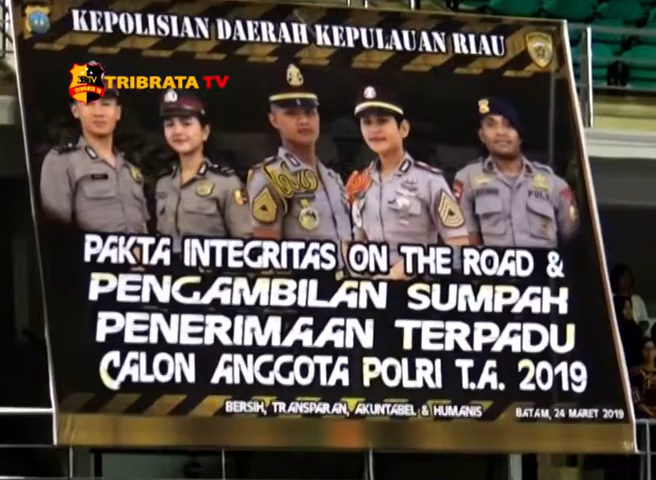 KEPOLISIAN DAERAH KEPULAUAN RIAU
TRIBRATA TV
PAKTA INTEGRITAS ON THE ROAD &
PENGAMBILAN SUMPAH
PENERIMAAN TERPADU
CALON ANGGOTA POLRI T.A. 2019
BERSIH, TRANSPARAN, AKUNTABEL & HUMANIS
BATAM, 24 MARET 2019